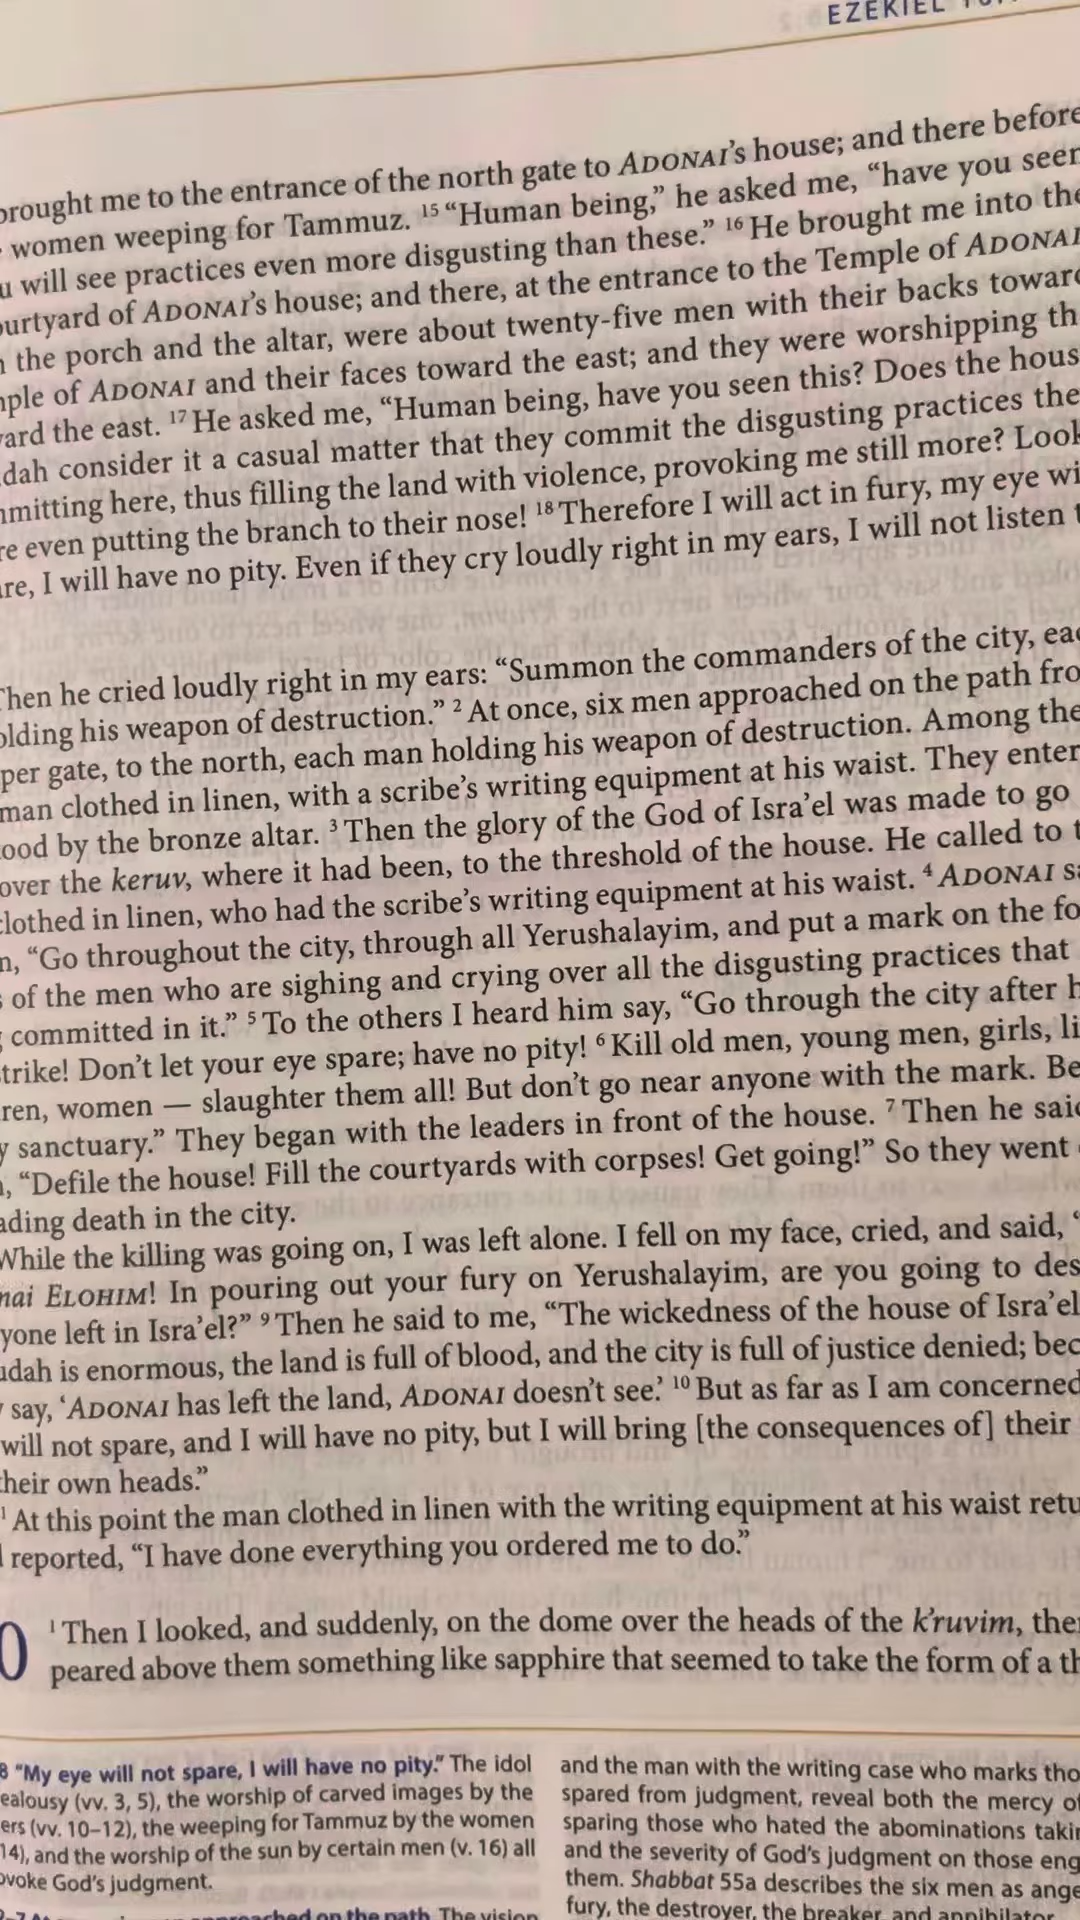 EZEKIEL
brought me to the entrance of the north gate to ADONAI's house; and there before
women weeping for Tammuz. 15 “Human being,” he asked me, “have you seen
u will see practices even more disgusting than these.” 16 He brought me into the
ourtyard of ADONAI's house; and there, at the entrance to the Temple of ADONAI
the porch and the altar, were about twenty-five men with their backs toward
mple of ADONAI and their faces toward the east; and they were worshipping th
ward the east. 17 He asked me, “Human being, have you seen this? Does the hous
dah consider it a casual matter that they commit the disgusting practices the
mmitting here, thus filling the land with violence, provoking me still more? Look
re even putting the branch to their nose! 18 Therefore I will act in fury, my eye wi
are, I will have no pity. Even if they cry loudly right in my ears, I will not listen t
Then he cried loudly right in my ears: “Summon the commanders of the city, eac
olding his weapon of destruction.” 2 At once, six men approached on the path fro
per gate, to the north, each man holding his weapon of destruction. Among the
man clothed in linen, with a scribe's writing equipment at his waist. They enter
ood by the bronze altar. 3 Then the glory of the God of Isra'el was made to go
over the keruv, where it had been, to the threshold of the house. He called to t
clothed in linen, who had the scribe's writing equipment at his waist. 4 ADONAI sa
n, “Go throughout the city, through all Yerushalayim, and put a mark on the fo
s of the men who are sighing and crying over all the disgusting practices that
g committed in it.” 5 To the others I heard him say, “Go through the city after h
trike! Don't let your eye spare; have no pity! 6 Kill old men, young men, girls, li
ren, women — slaughter them all! But don't go near anyone with the mark. Be
y sanctuary.” They began with the leaders in front of the house. 7 Then he said
, “Defile the house! Fill the courtyards with corpses! Get going!” So they went
ading death in the city.
While the killing was going on, I was left alone. I fell on my face, cried, and said, “
nai ELOHIM! In pouring out your fury on Yerushalayim, are you going to des
yone left in Isra'el?” 9 Then he said to me, “The wickedness of the house of Isra'el
udah is enormous, the land is full of blood, and the city is full of justice denied; bec
y say, ‘ADONAI has left the land, ADONAI doesn't see.’ 10 But as far as I am concerned
will not spare, and I will have no pity, but I will bring [the consequences of] their
their own heads.”
1 At this point the man clothed in linen with the writing equipment at his waist retu
reported, “I have done everything you ordered me to do.”
0 1 Then I looked, and suddenly, on the dome over the heads of the k'ruvim, ther
peared above them something like sapphire that seemed to take the form of a th
8 “My eye will not spare, I will have no pity.” The idol
ealousy (vv. 3, 5), the worship of carved images by the
ers (vv. 10–12), the weeping for Tammuz by the women
14), and the worship of the sun by certain men (v. 16) all
ovoke God's judgment.
approached on the path The vision
and the man with the writing case who marks tho
spared from judgment, reveal both the mercy of
sparing those who hated the abominations takin
and the severity of God's judgment on those eng
them. Shabbat 55a describes the six men as ange
fury, the destroyer, the breaker, and annihilator